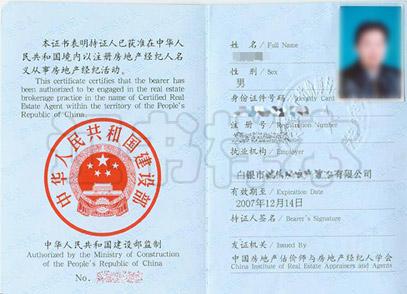 本证书表明持证人已获准在中华人
民共和国境内以注册房地产经纪人名
义从事房地产经纪活动。
This certificate certifies that the bearer has
been authorized to be engaged in the real estate
brokerage practice in the name of Certified Real
Estate Agent within the territory of the People's
Republic of China.
中华人民共和国建设部
中华人民共和国建设部监制
Authorized by the Ministry of Construction
of the People's Republic of China
No.
姓名/Full Name
性别/Sex
男
身份证件号码/Identity Card
注册号/Registration Number
执业机构/Employer
白银市 有限公司
有效期至/Expiration Date
2007年12月14日
持证人签名/Bearer's Signature
发证机关/Issued By
中国房地产估价师与房地产经纪人学会
China Institute of Real Estate Appraisers and Agents